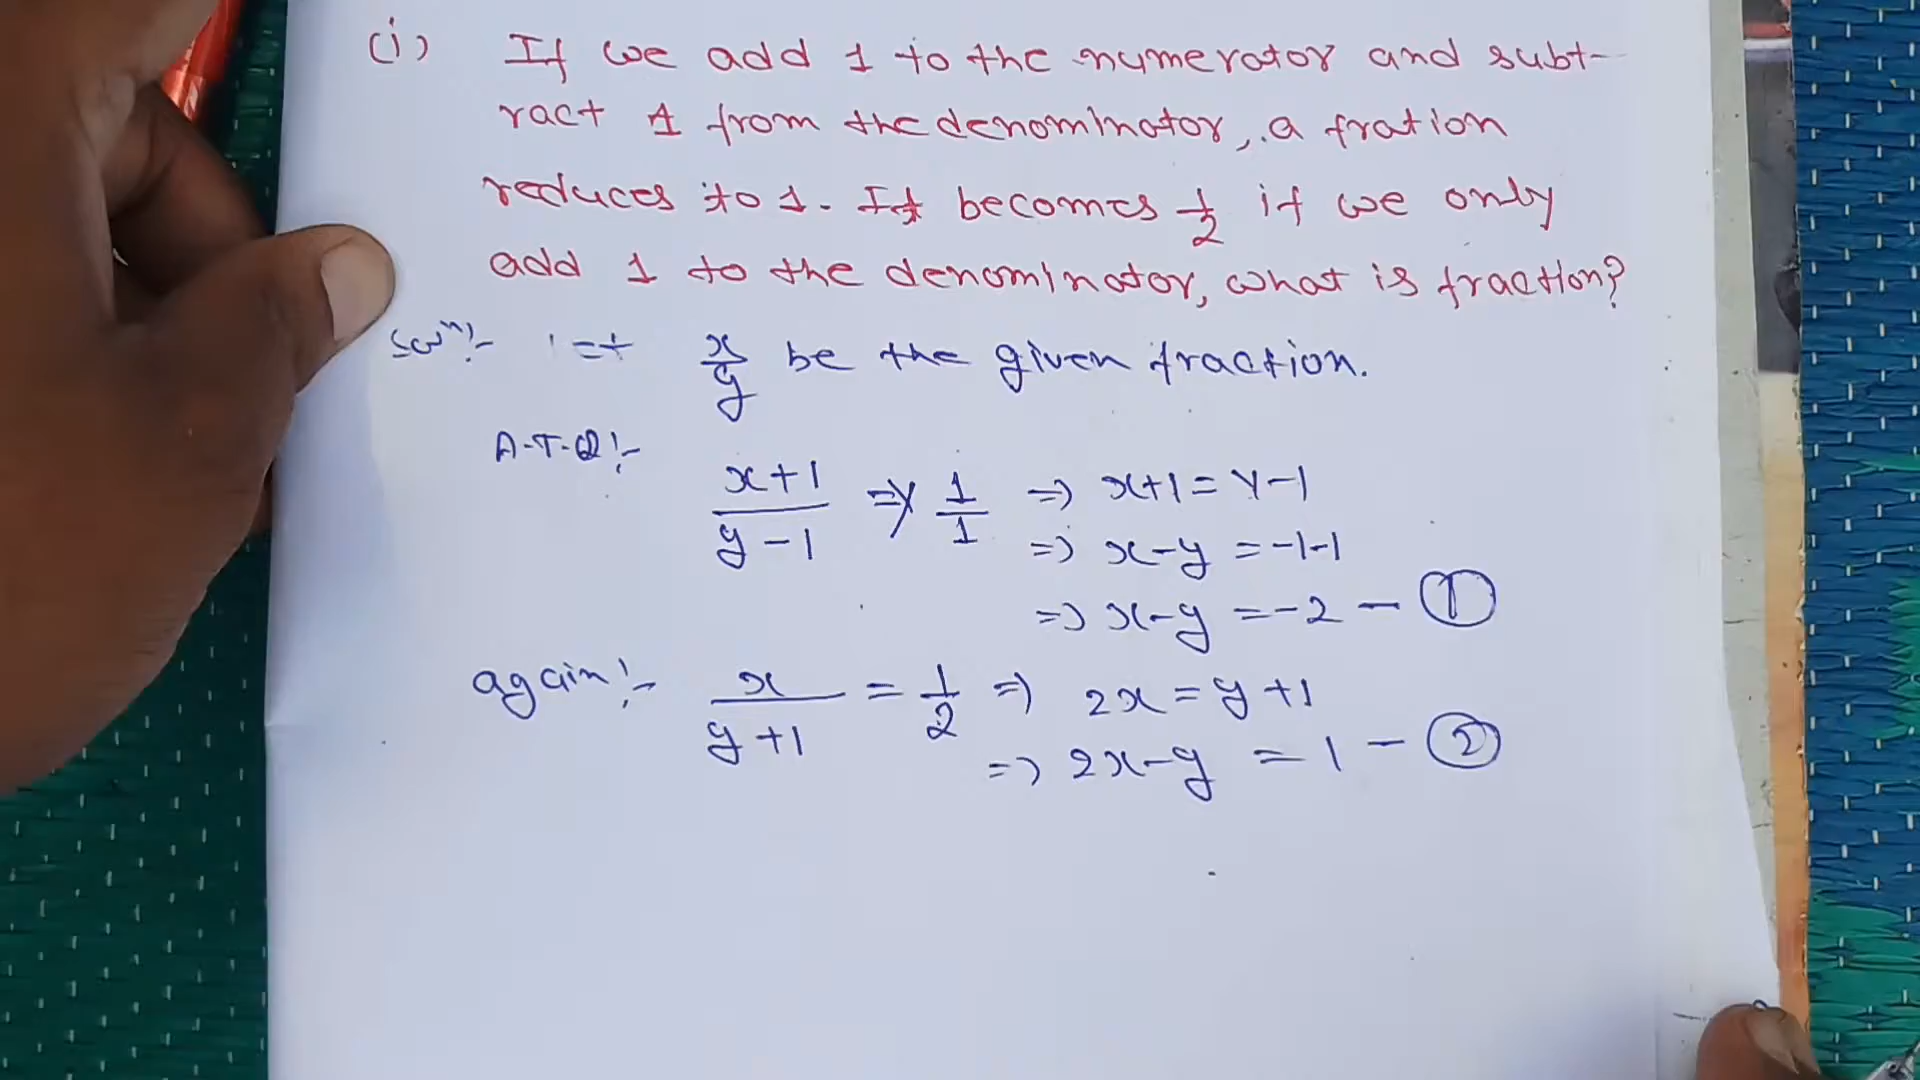 (i) If we add 1 to the numerator and subt-
ract 1 from the denominator, a fration
reduces to 1. It becomes 1/2 if we only
add 1 to the denominator, what is fraction?
Solⁿ:- let x/y be the given fraction.
A-T-Q:-
(x+1)/(y-1) => 1/1 => x+1 = y-1
=> x-y = -1-1
=> x-y = -2 - ①
again:- x/(y+1) = 1/2 => 2x = y+1
=> 2x-y = 1 - ②